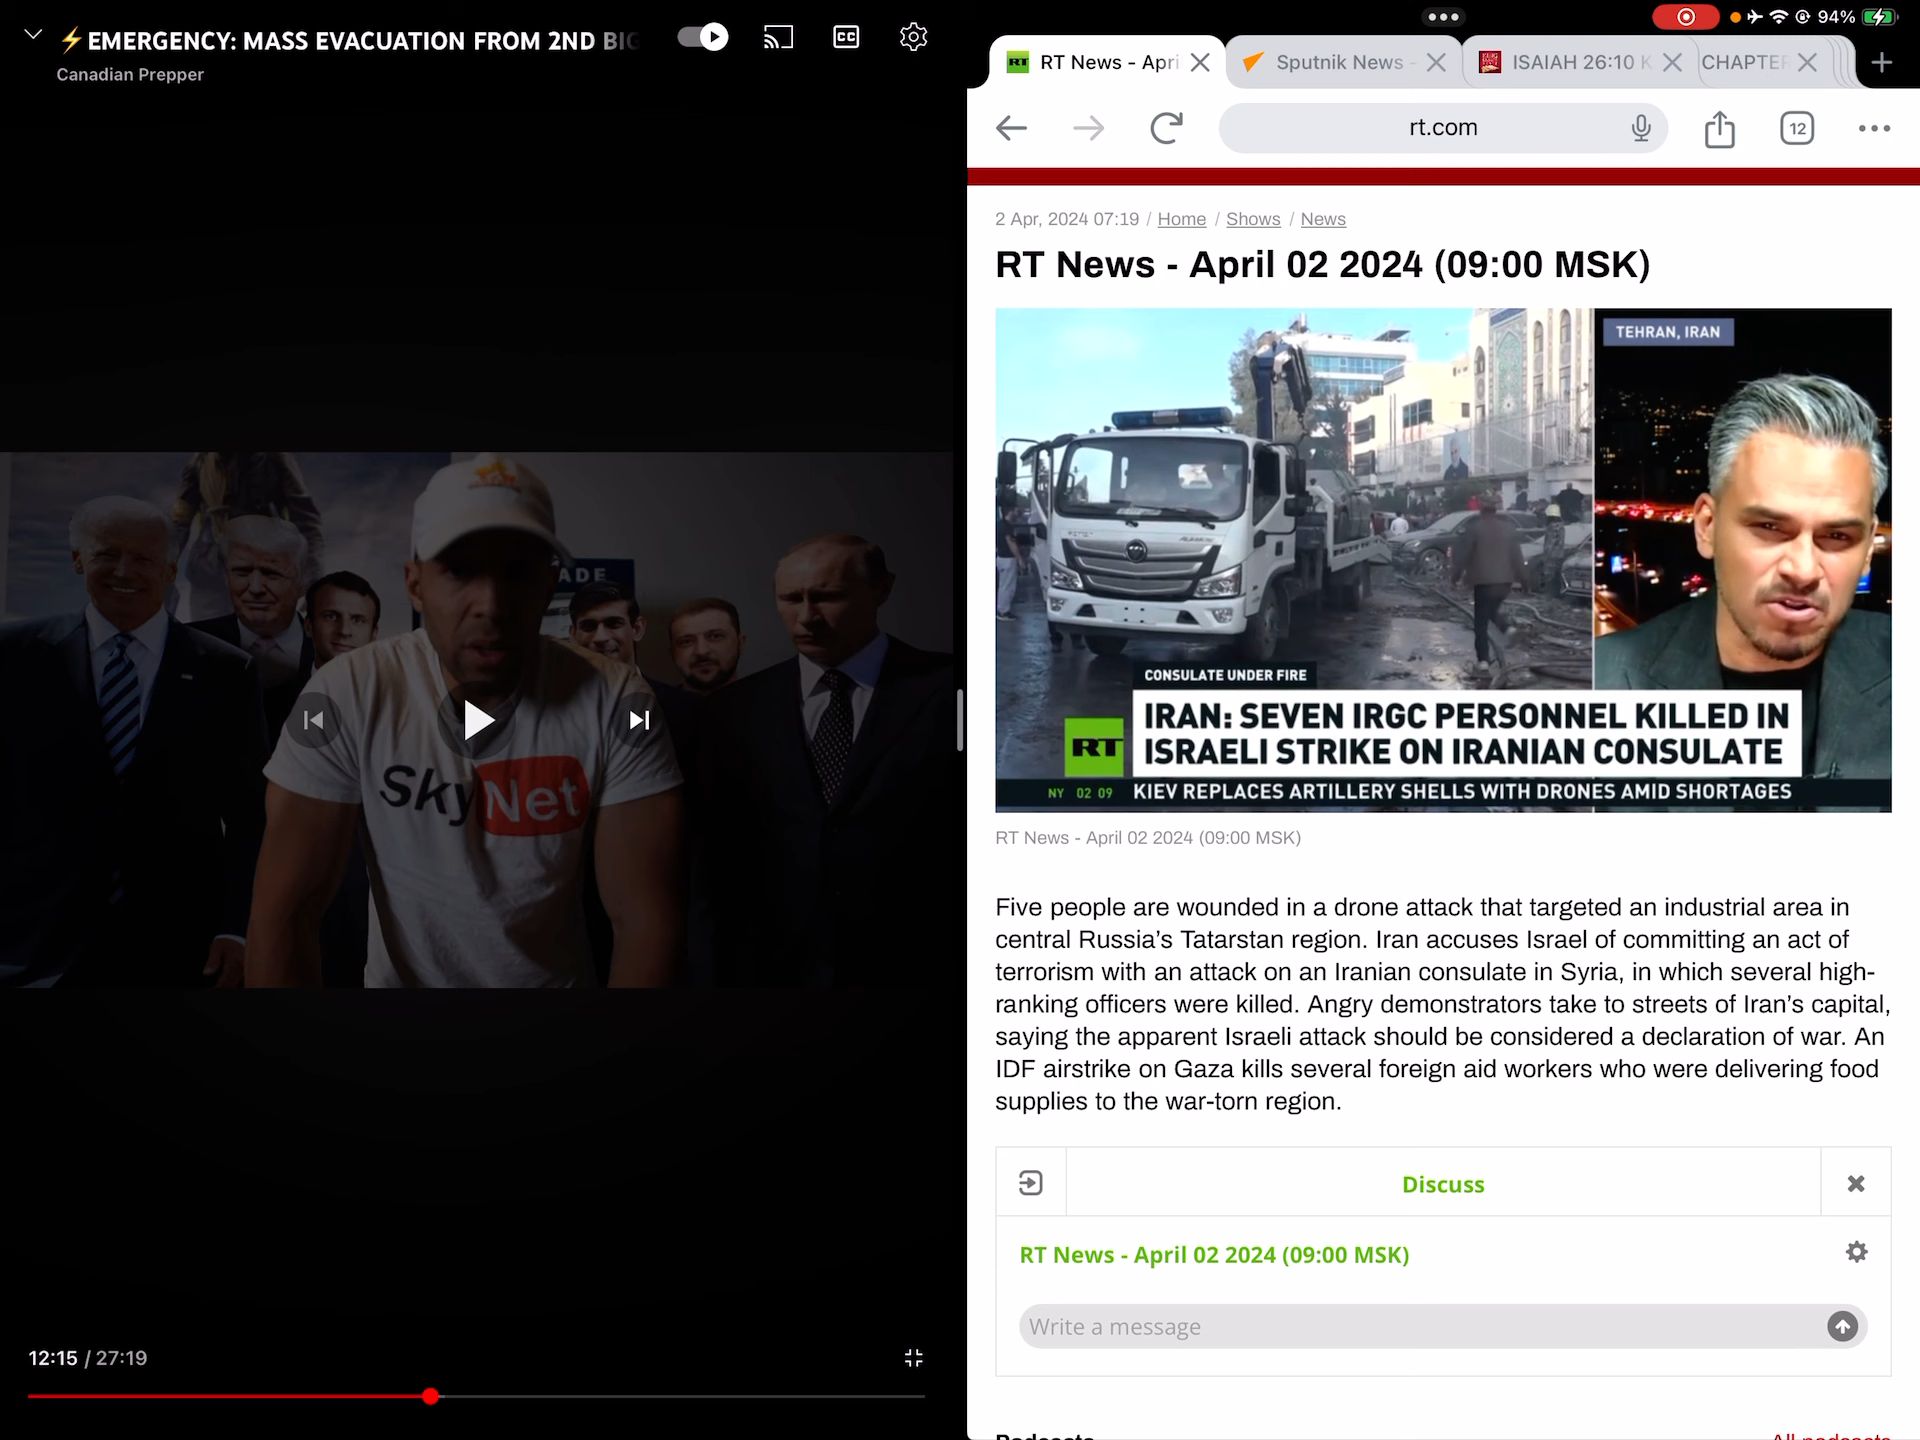 ⚡EMERGENCY: MASS EVACUATION FROM 2ND BIG
Canadian Prepper
CC
ADE
SkyNet
12:15 / 27:19
94%
RT News - Apri
Sputnik News -
ISAIAH 26:10 K
CHAPTER
rt.com
12
2 Apr, 2024 07:19 / Home / Shows / News
RT News - April 02 2024 (09:00 MSK)
TEHRAN, IRAN
CONSULATE UNDER FIRE
RT
IRAN: SEVEN IRGC PERSONNEL KILLED IN
ISRAELI STRIKE ON IRANIAN CONSULATE
NY 02 09 KIEV REPLACES ARTILLERY SHELLS WITH DRONES AMID SHORTAGES
RT News - April 02 2024 (09:00 MSK)
Five people are wounded in a drone attack that targeted an industrial area in
central Russia’s Tatarstan region. Iran accuses Israel of committing an act of
terrorism with an attack on an Iranian consulate in Syria, in which several high-
ranking officers were killed. Angry demonstrators take to streets of Iran’s capital,
saying the apparent Israeli attack should be considered a declaration of war. An
IDF airstrike on Gaza kills several foreign aid workers who were delivering food
supplies to the war-torn region.
Discuss
RT News - April 02 2024 (09:00 MSK)
Write a message
Podcasts
All podcasts